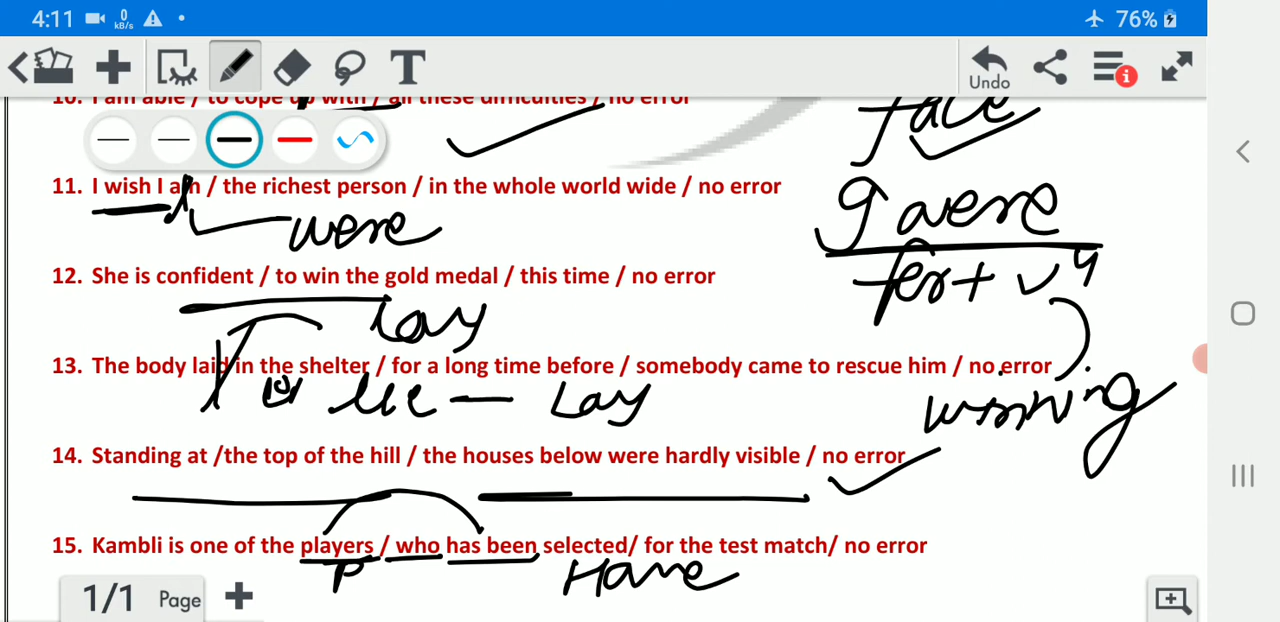 4:11 0 kB/s 76%
T Undo i
10. I am able / to cope up with / all these difficulties / no error
face
11. I wish I am / the richest person / in the whole world wide / no error
were
g were
12. She is confident / to win the gold medal / this time / no error
for + v4
Lay
13. The body laid in the shelter / for a long time before / somebody came to rescue him / no error
Lie — Lay
winning
14. Standing at /the top of the hill / the houses below were hardly visible / no error
15. Kambli is one of the players / who has been selected/ for the test match/ no error
P Have
1/1 Page +